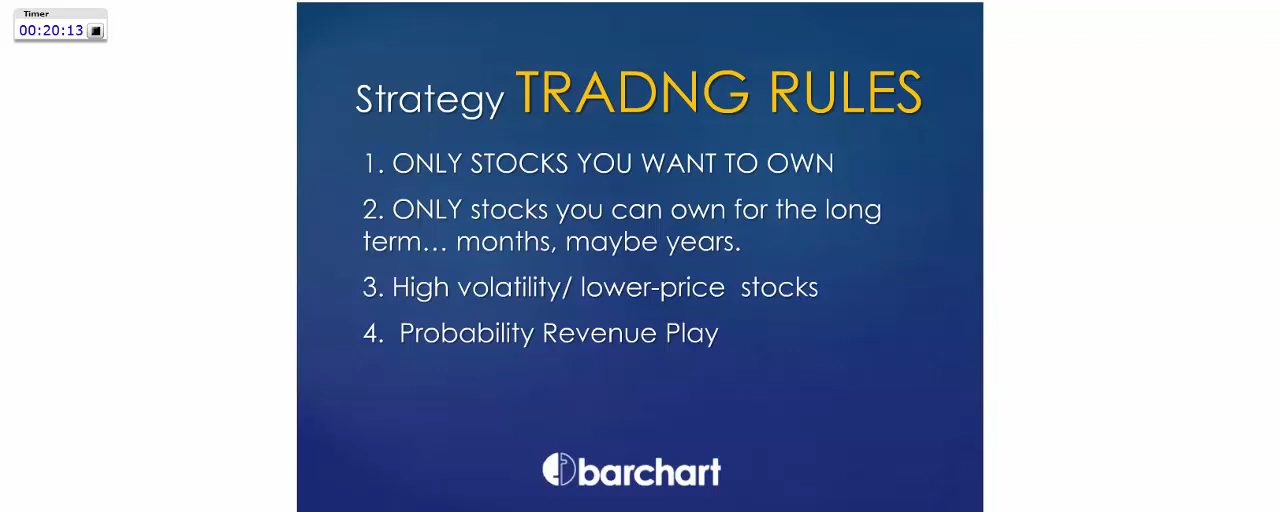 Timer
00:20:13
Strategy TRADNG RULES
1. ONLY STOCKS YOU WANT TO OWN
2. ONLY stocks you can own for the long
term... months, maybe years.
3. High volatility/ lower-price  stocks
4.  Probability Revenue Play
barchart